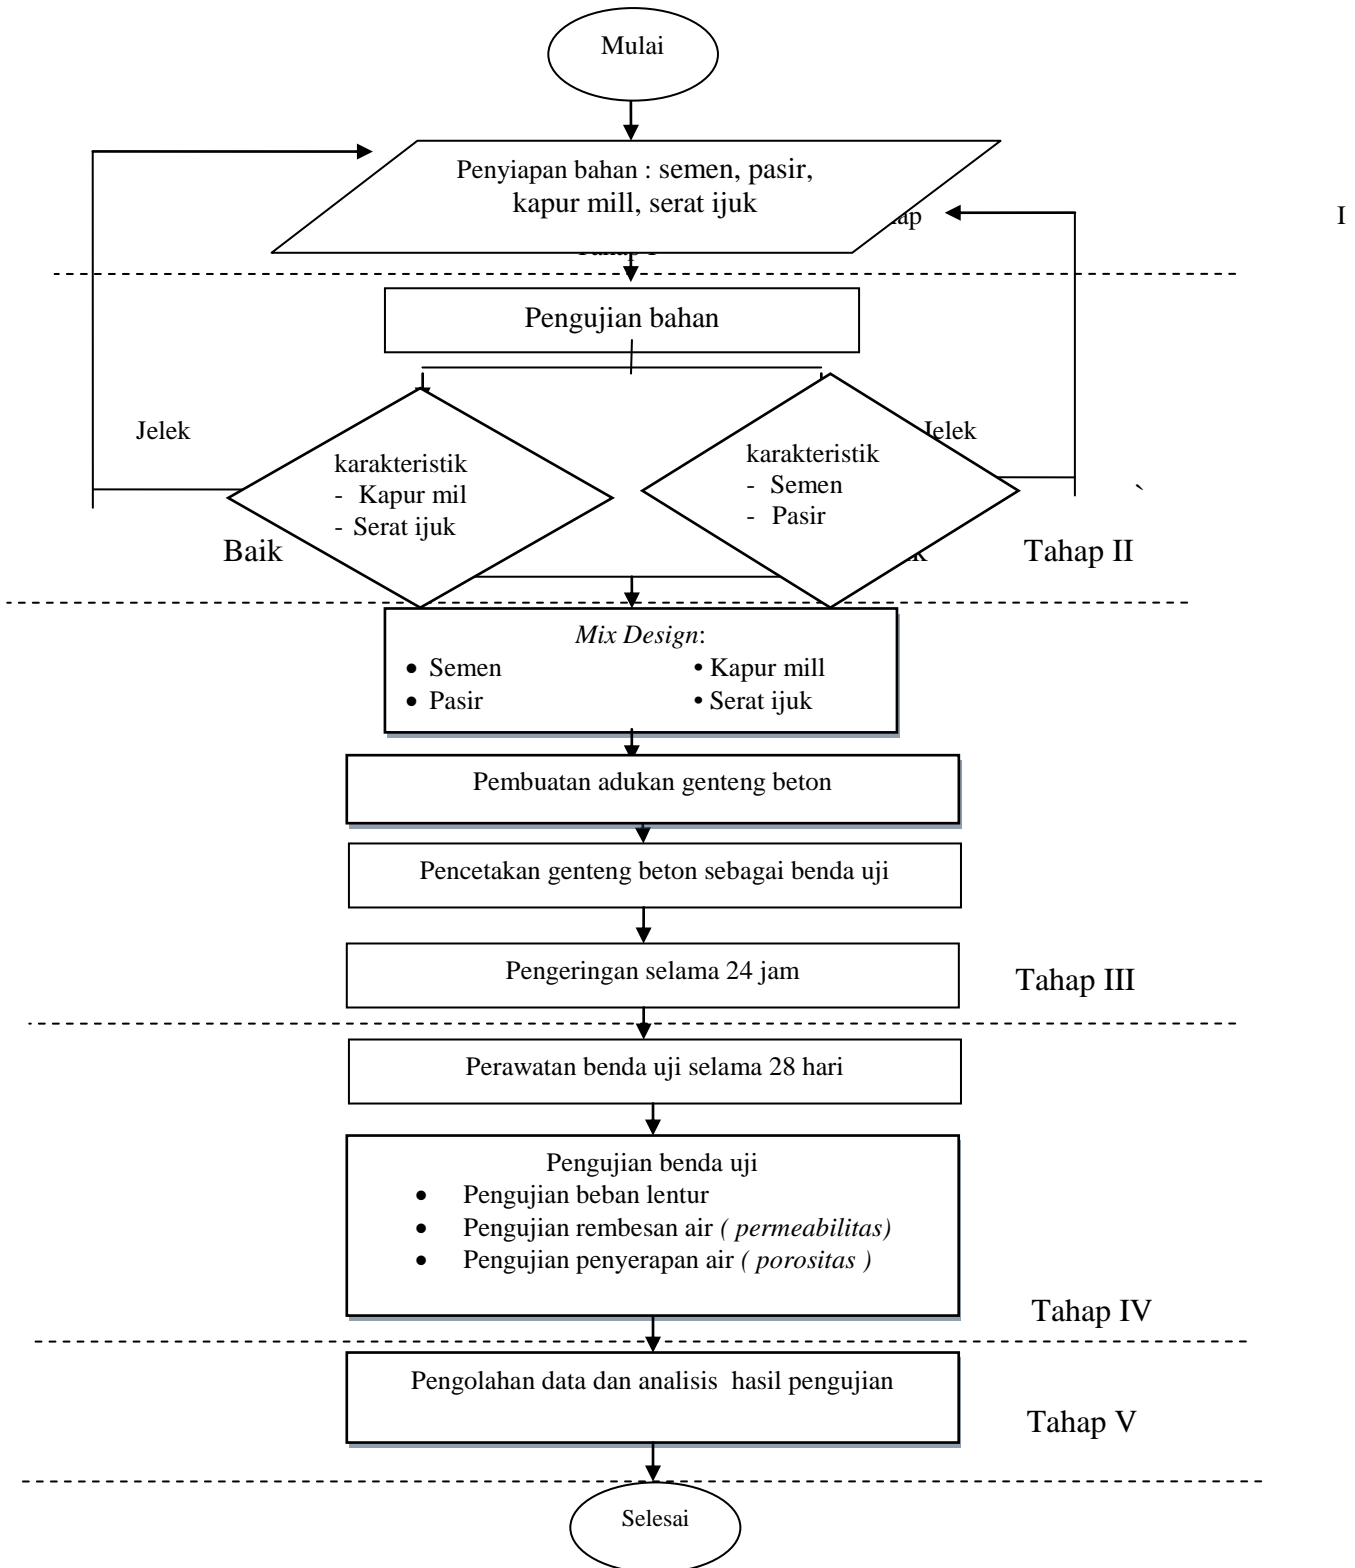 Mulai
Penyiapan bahan : semen, pasir,
kapur mill, serat ijuk
I
Pengujian bahan
Jelek
Jelek
karakteristik
- Kapur mil
- Serat ijuk
karakteristik
- Semen
- Pasir
`
Baik
Tahap II
Mix Design:
• Semen
• Kapur mill
• Pasir
• Serat ijuk
Pembuatan adukan genteng beton
Pencetakan genteng beton sebagai benda uji
Pengeringan selama 24 jam
Tahap III
Perawatan benda uji selama 28 hari
Pengujian benda uji
• Pengujian beban lentur
• Pengujian rembesan air ( permeabilitas)
• Pengujian penyerapan air ( porositas )
Tahap IV
Pengolahan data dan analisis hasil pengujian
Tahap V
Selesai